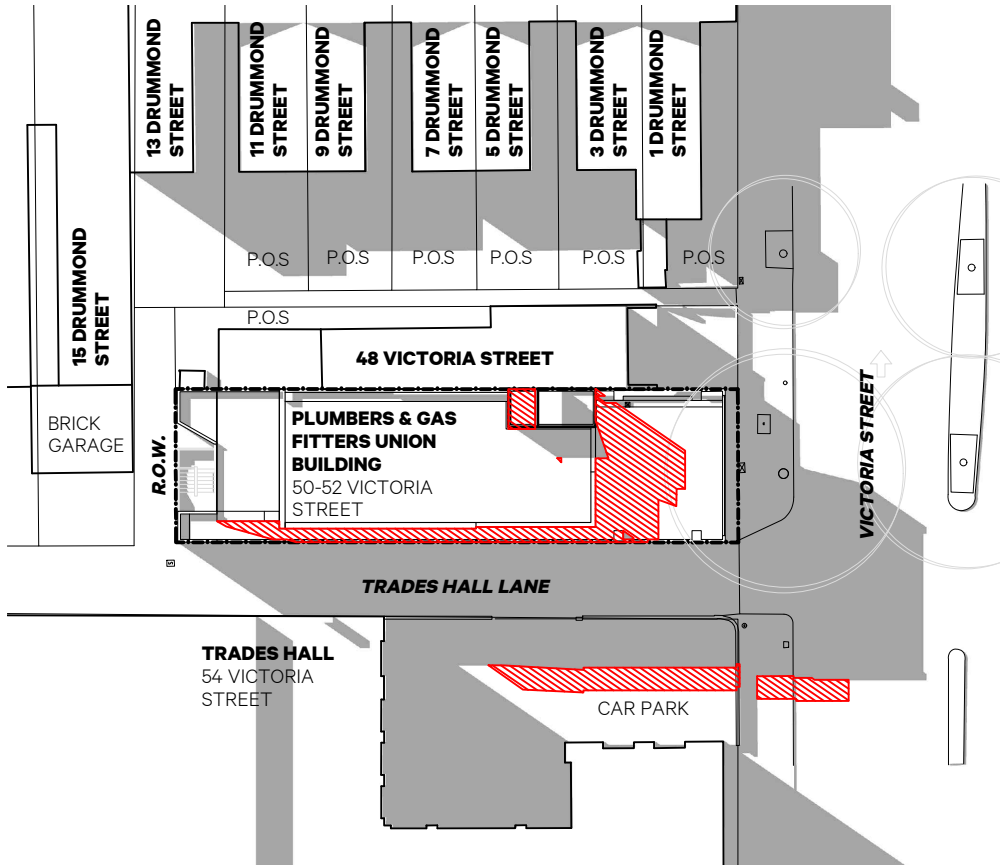 13 DRUMMOND
STREET
11 DRUMMOND
STREET
9 DRUMMOND
STREET
7 DRUMMOND
STREET
5 DRUMMOND
STREET
3 DRUMMOND
STREET
1 DRUMMOND
STREET
15 DRUMMOND
STREET
P.O.S
P.O.S
P.O.S
P.O.S
P.O.S
P.O.S
P.O.S
48 VICTORIA STREET
BRICK
GARAGE
R.O.W.
PLUMBERS & GAS
FITTERS UNION
BUILDING
50-52 VICTORIA
STREET
VICTORIA STREET
S
TRADES HALL LANE
TRADES HALL
54 VICTORIA
STREET
CAR PARK